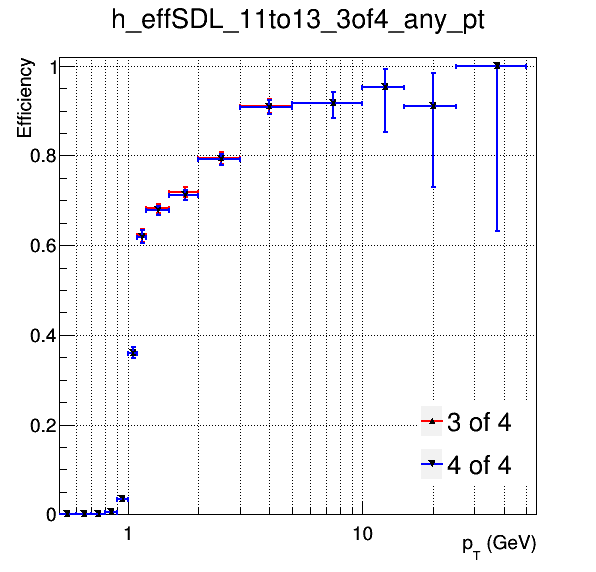 h_effSDL_11to13_3of4_any_pt
Efficiency
1
0.8
0.6
0.4
0.2
0
3 of 4
4 of 4
1
10
p_T (GeV)